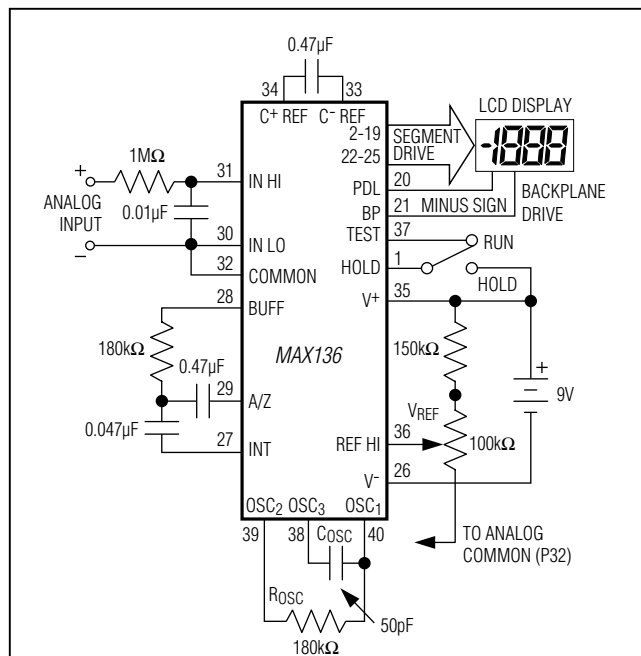 0.47µF
34
33
C+ REF
C- REF
LCD DISPLAY
2-19
SEGMENT
22-25
DRIVE
-1888
1MΩ
31
IN HI
+
ANALOG
INPUT
–
0.01µF
30
IN LO
32
COMMON
28
BUFF
180kΩ
0.47µF
29
A/Z
0.047µF
27
INT
MAX136
PDL
20
MINUS SIGN
BP
21
BACKPLANE
DRIVE
TEST
37
RUN
HOLD
1
HOLD
V+
35
150kΩ
+
9V
VREF
REF HI
36
100kΩ
V-
26
TO ANALOG
COMMON (P32)
OSC2
OSC3
OSC1
39
38
COSC
40
ROSC
180kΩ
50pF